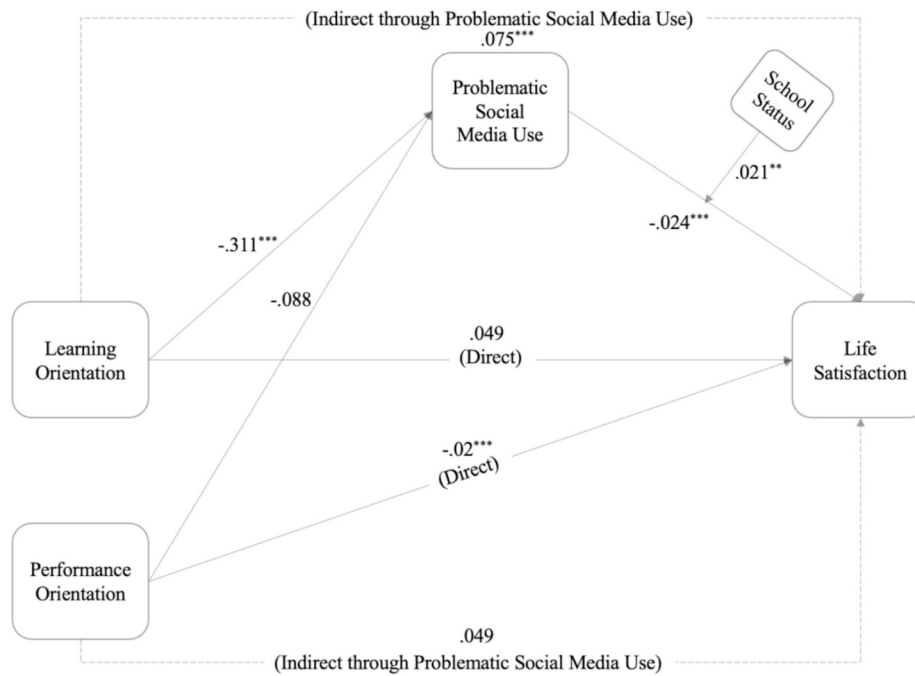 (Indirect through Problematic Social Media Use)
.075***
Problematic
Social
Media Use
School
Status
.021**
-.024***
-.311***
-.088
Learning
Orientation
.049
(Direct)
Life
Satisfaction
-.02***
(Direct)
Performance
Orientation
.049
(Indirect through Problematic Social Media Use)